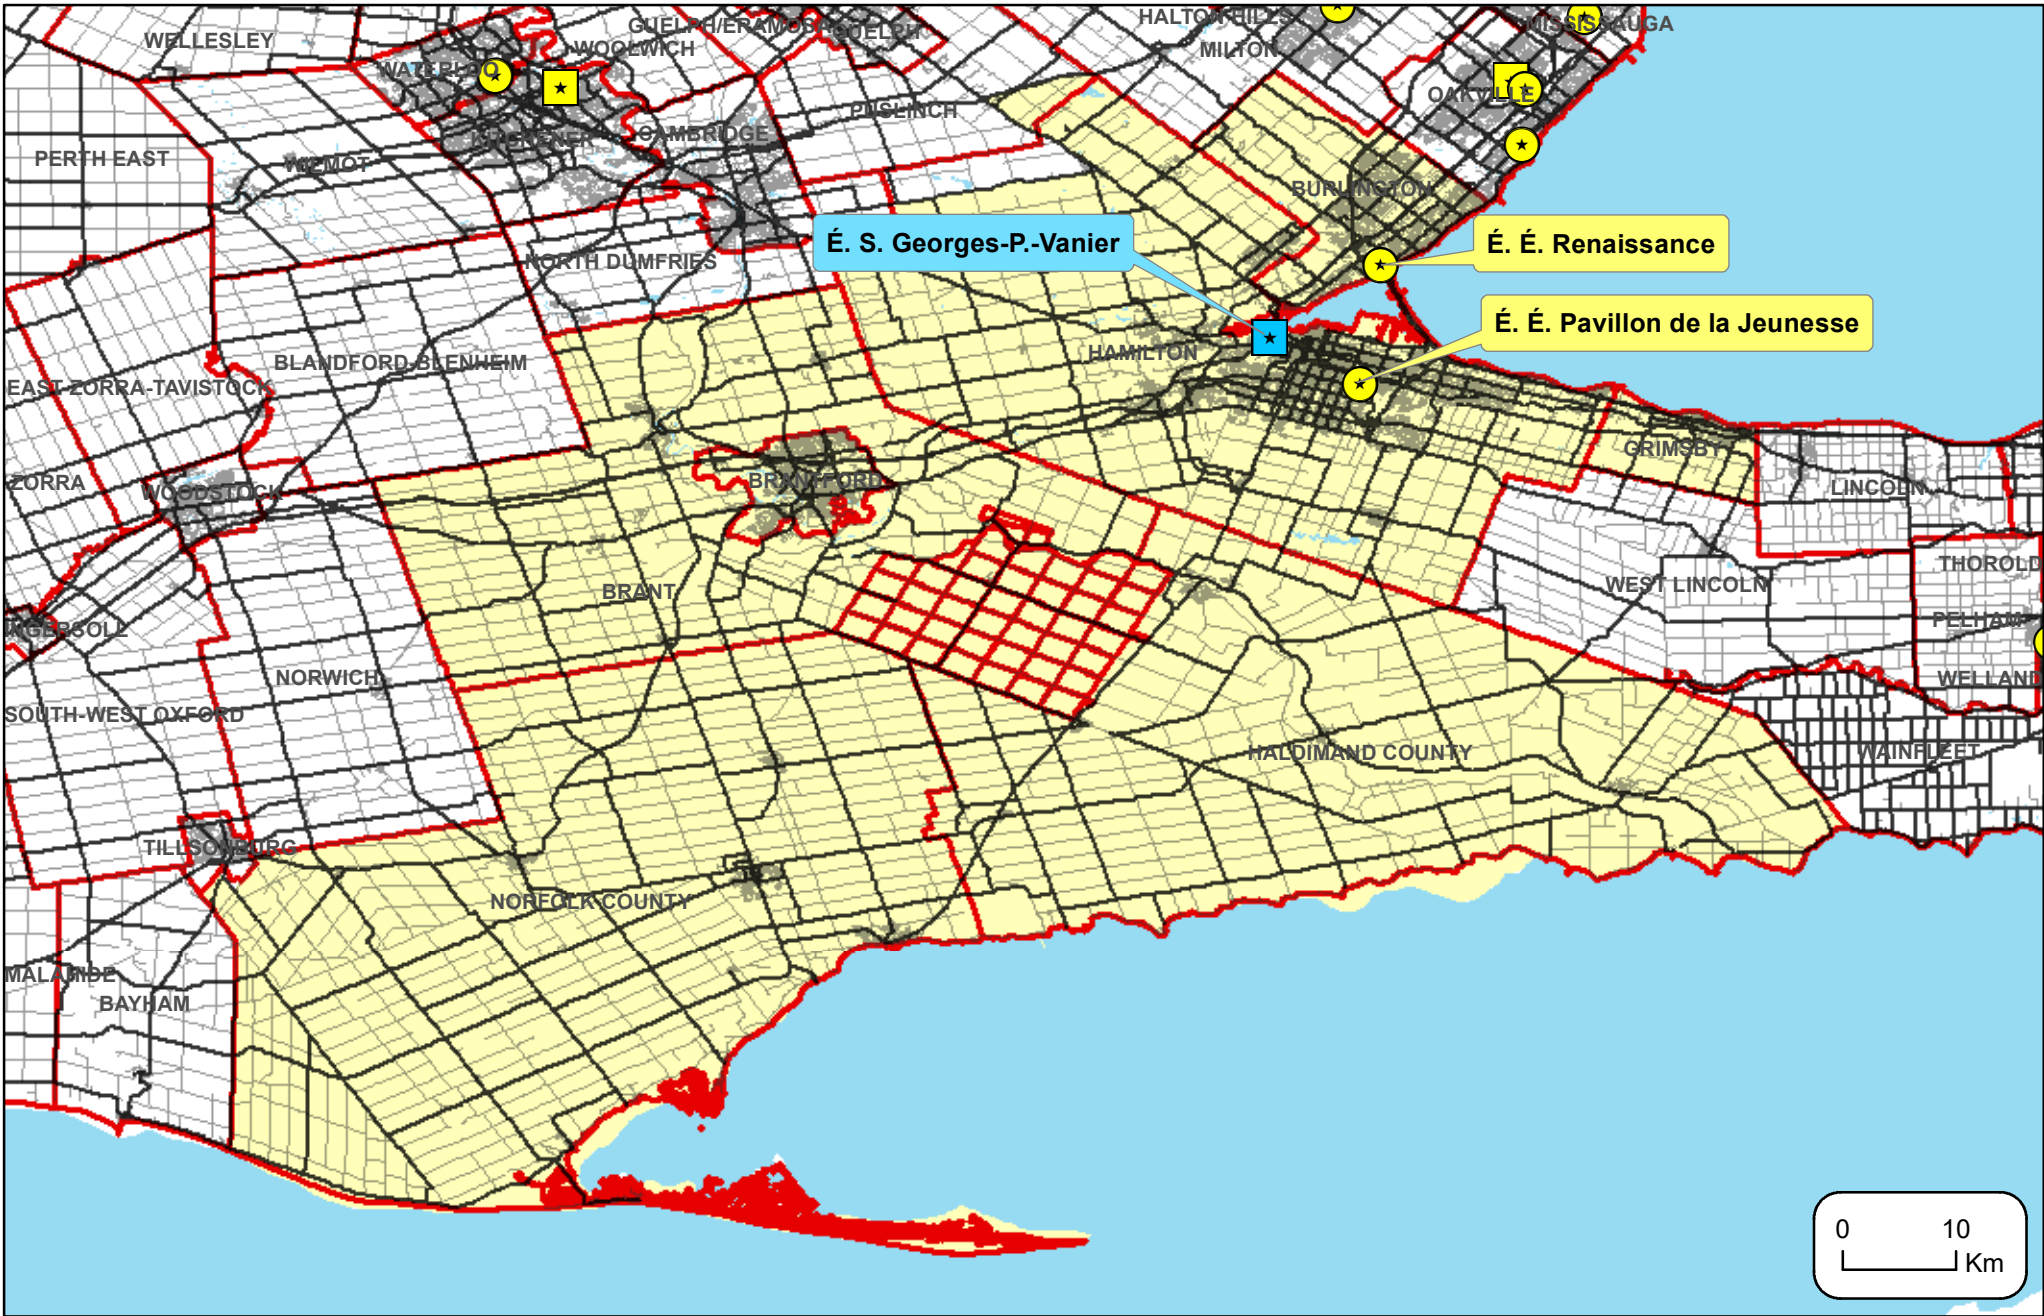 GUELPH/ERAMOSA
GUELPH
HALTON HILLS
MISSISSAUGA
WELLESLEY
WOOLWICH
MILTON
WATERLOO
OAKVILLE
PUSLINCH
KITCHENER
CAMBRIDGE
PERTH EAST
WILMOT
BURLINGTON
É. S. Georges-P.-Vanier
É. É. Renaissance
NORTH DUMFRIES
É. É. Pavillon de la Jeunesse
HAMILTON
BLANDFORD-BLENHEIM
EAST ZORRA-TAVISTOCK
GRIMSBY
ZORRA
WOODSTOCK
BRANTFORD
LINCOLN
THOROLD
BRANT
WEST LINCOLN
PELHAM
INGERSOLL
NORWICH
WELLAND
SOUTH-WEST OXFORD
HALDIMAND COUNTY
WAINFLEET
TILLSONBURG
NORFOLK COUNTY
MALAHIDE
BAYHAM
0 10
Km